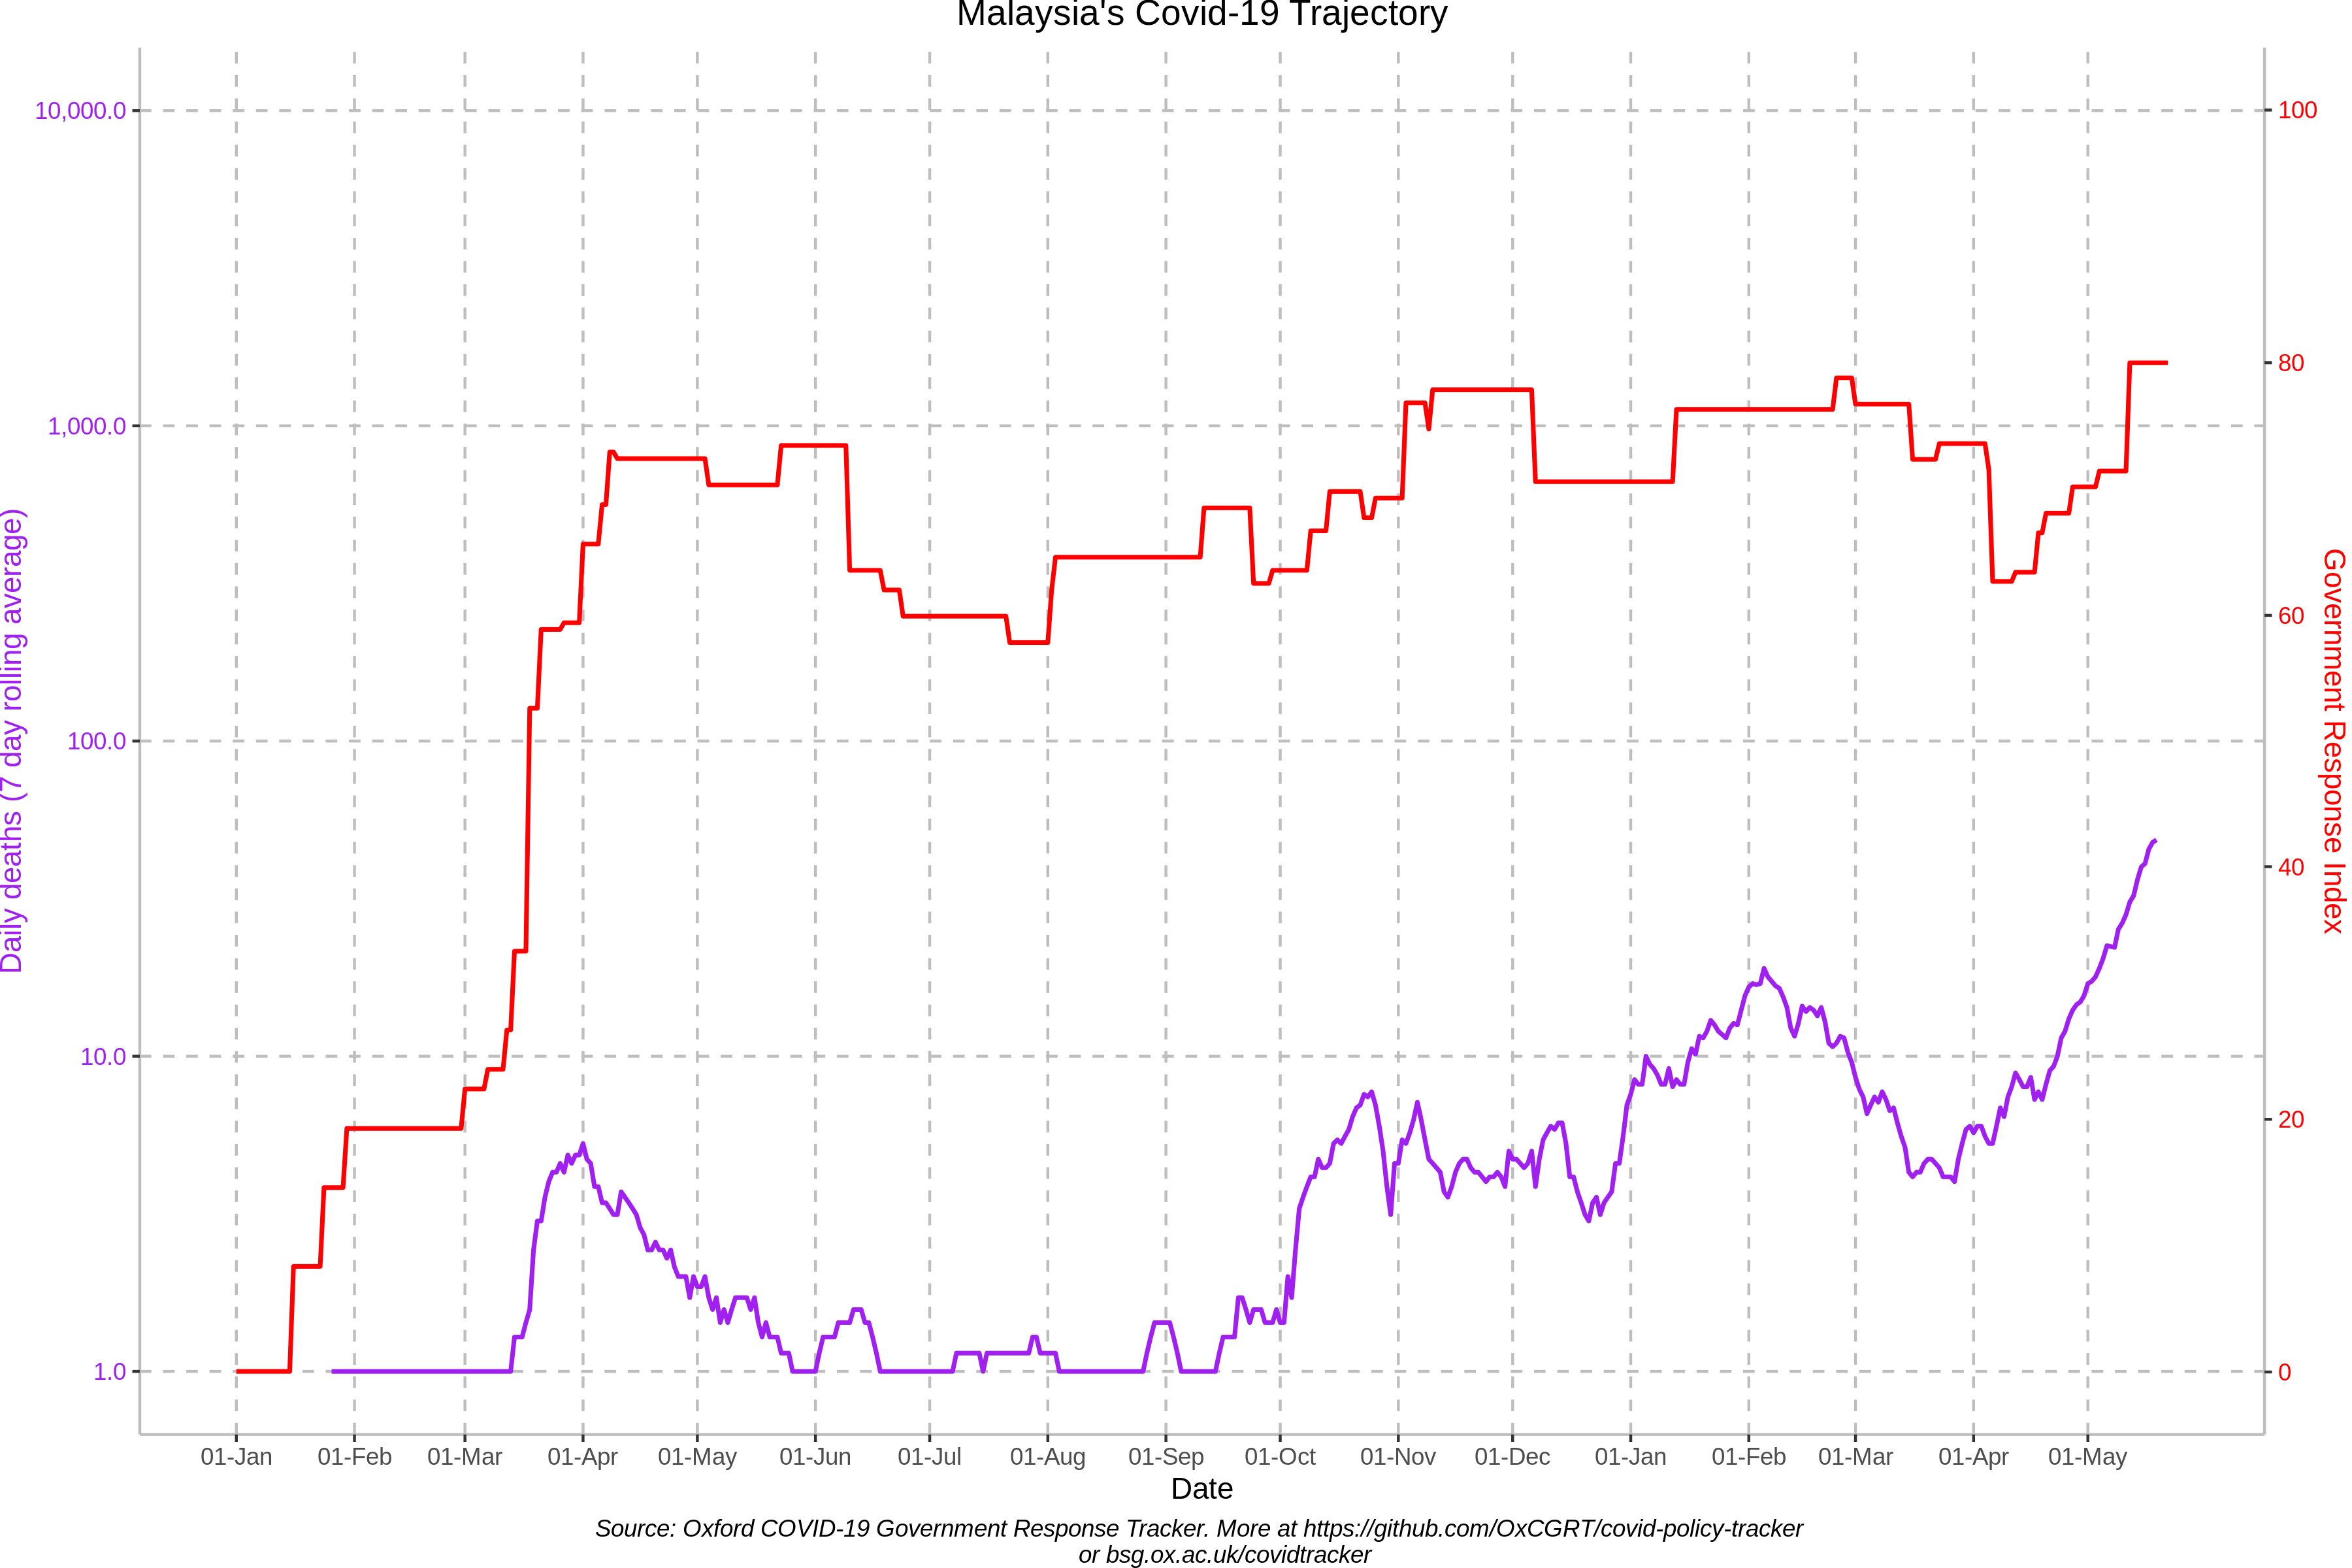 Malaysia's Covid-19 Trajectory
10,000.0
1,000.0
100.0
10.0
1.0
Daily deaths (7 day rolling average)
100
80
60
40
20
0
Government Response Index
01-Jan 01-Feb 01-Mar 01-Apr 01-May 01-Jun 01-Jul 01-Aug 01-Sep 01-Oct 01-Nov 01-Dec 01-Jan 01-Feb 01-Mar 01-Apr 01-May
Date
Source: Oxford COVID-19 Government Response Tracker. More at https://github.com/OxCGRT/covid-policy-tracker
or bsg.ox.ac.uk/covidtracker